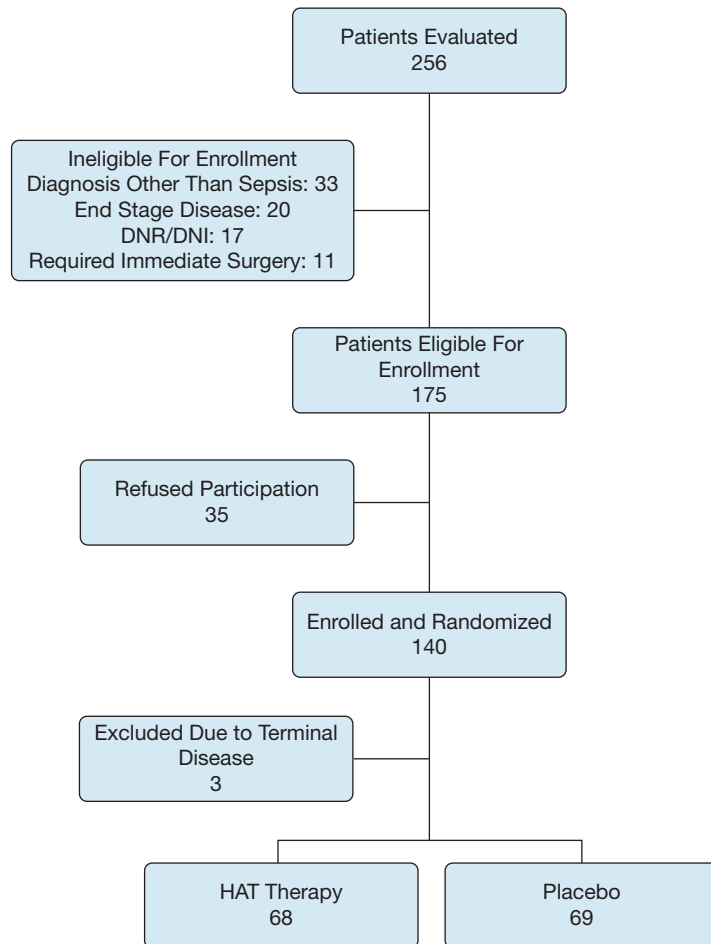 Patients Evaluated
256
Ineligible For Enrollment
Diagnosis Other Than Sepsis: 33
End Stage Disease: 20
DNR/DNI: 17
Required Immediate Surgery: 11
Patients Eligible For
Enrollment
175
Refused Participation
35
Enrolled and Randomized
140
Excluded Due to Terminal
Disease
3
HAT Therapy
68
Placebo
69